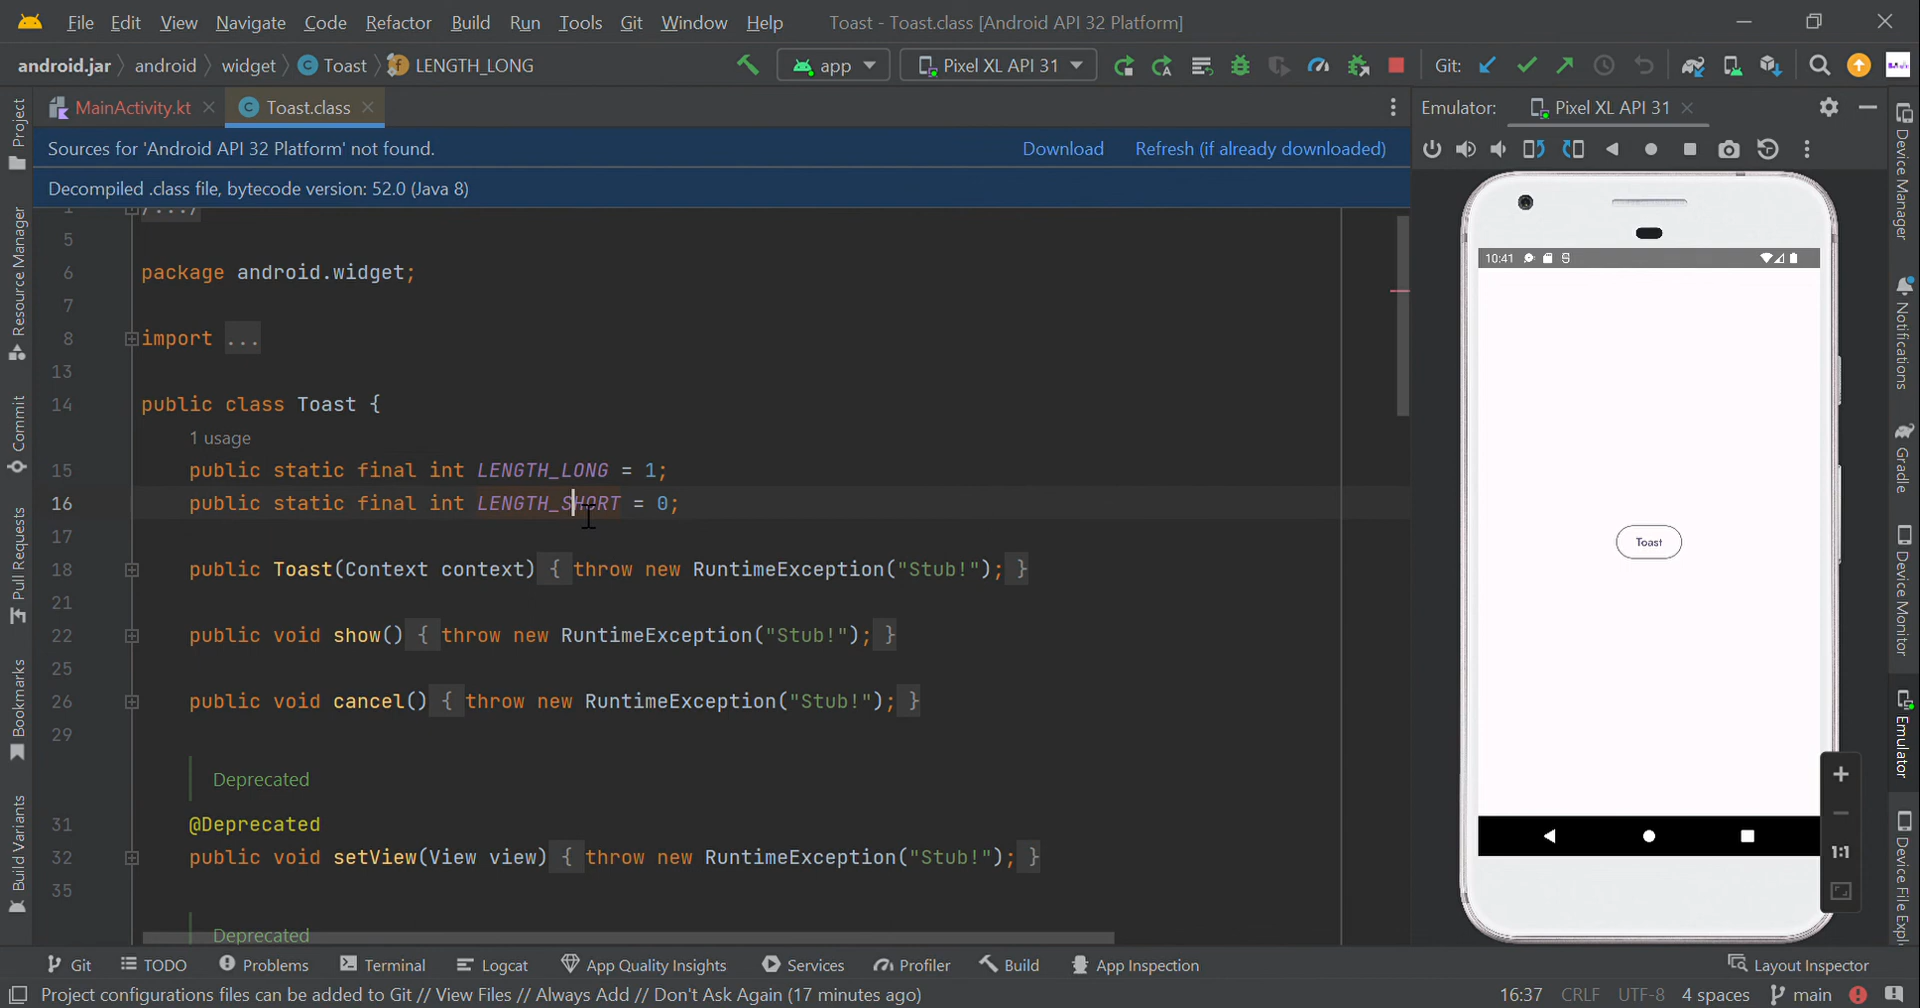 File Edit View Navigate Code Refactor Build Run Tools Git Window Help Toast - Toast.class [Android API 32 Platform]
android.jar android widget Toast LENGTH_LONG app Pixel XL API 31 Git:
MainActivity.kt Toast.class Emulator: Pixel XL API 31
Sources for 'Android API 32 Platform' not found. Download Refresh (if already downloaded)
Decompiled .class file, bytecode version: 52.0 (Java 8)
1 /.../
5
6 package android.widget;
7
8 import ...
13
14 public class Toast {
1 usage
15 public static final int LENGTH_LONG = 1;
16 public static final int LENGTH_SHORT = 0;
17
18 public Toast(Context context) { throw new RuntimeException("Stub!"); }
21
22 public void show() { throw new RuntimeException("Stub!"); }
25
26 public void cancel() { throw new RuntimeException("Stub!"); }
29
Deprecated
31 @Deprecated
32 public void setView(View view) { throw new RuntimeException("Stub!"); }
35
Deprecated
Project
Resource Manager
Commit
Pull Requests
Bookmarks
Build Variants
10:41
Toast
1:1
Device Manager
Notifications
Gradle
Device Monitor
Emulator
Device File Expl
Git TODO Problems Terminal Logcat App Quality Insights Services Profiler Build App Inspection Layout Inspector
Project configurations files can be added to Git // View Files // Always Add // Don't Ask Again (17 minutes ago) 16:37 CRLF UTF-8 4 spaces main